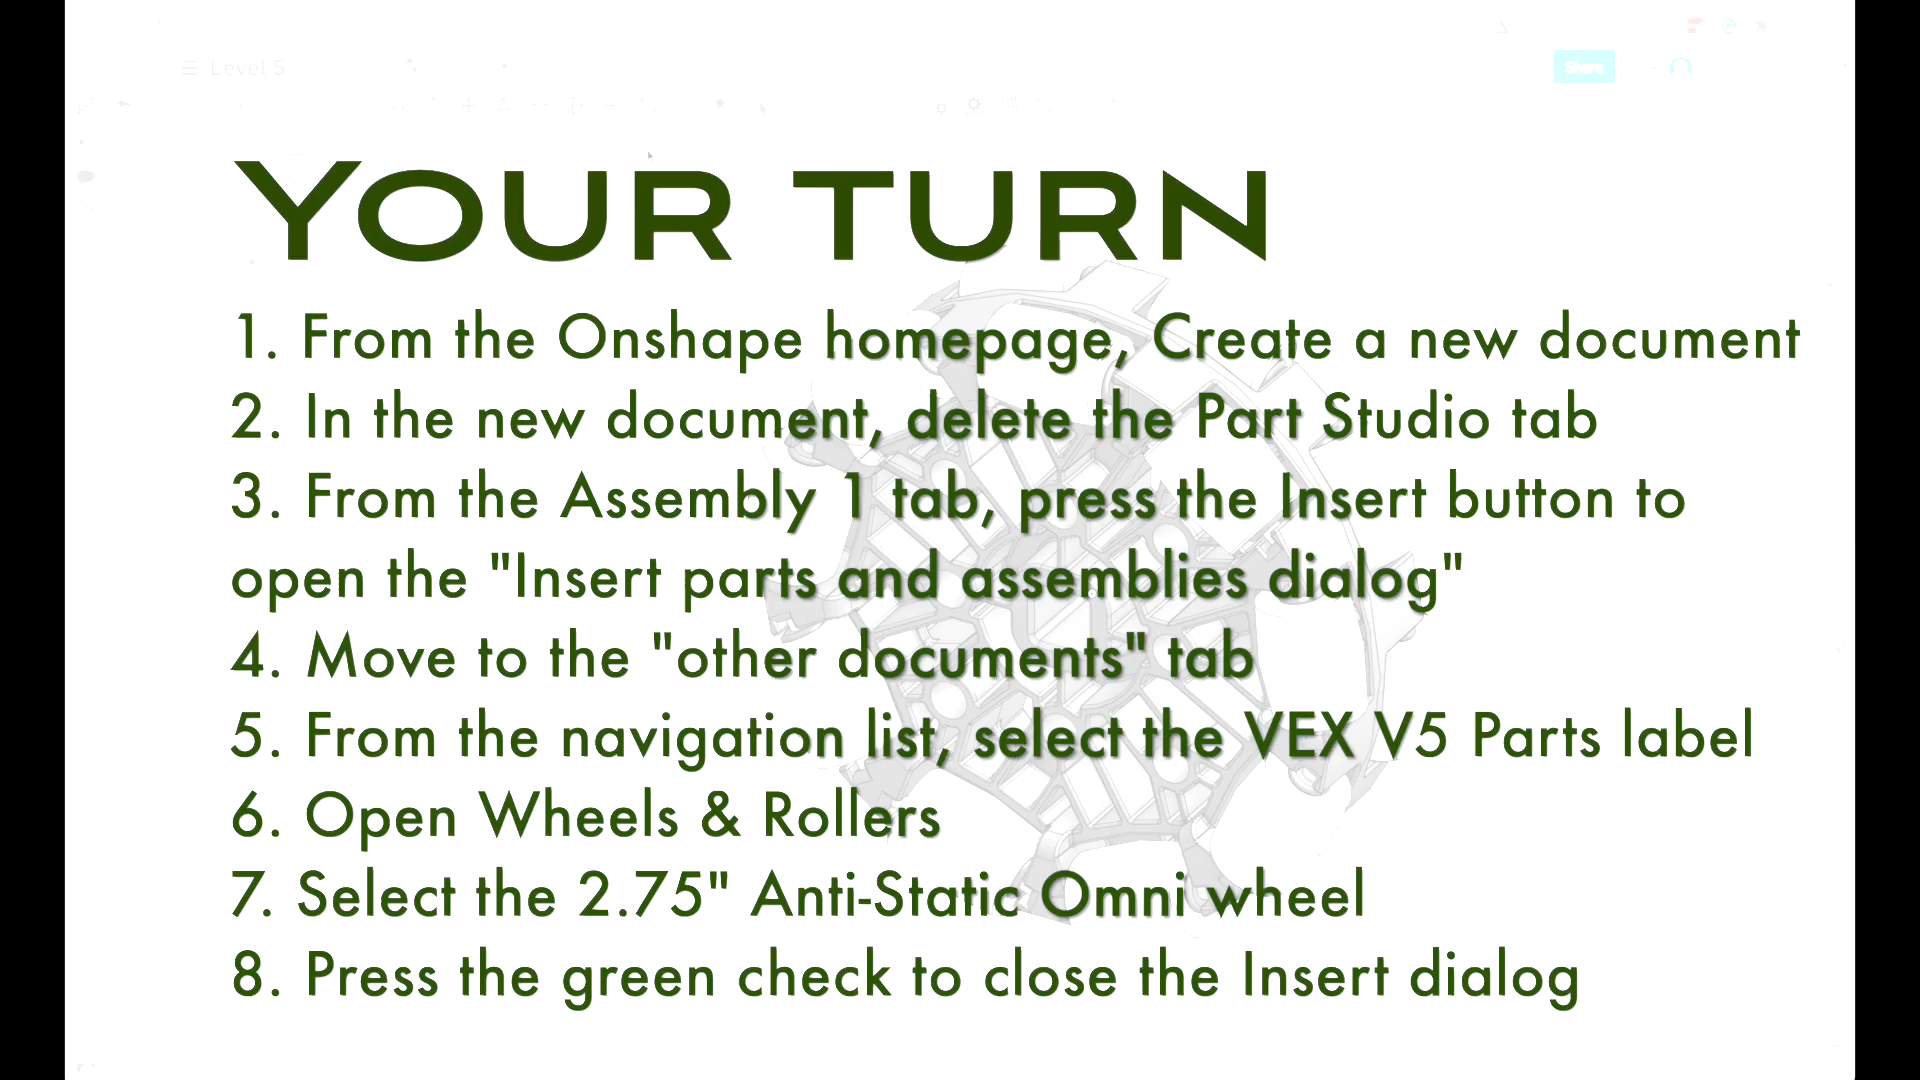 Level 5
Share
YOUR TURN
1. From the Onshape homepage, Create a new document
2. In the new document, delete the Part Studio tab
3. From the Assembly 1 tab, press the Insert button to
open the "Insert parts and assemblies dialog"
4. Move to the "other documents" tab
5. From the navigation list, select the VEX V5 Parts label
6. Open Wheels & Rollers
7. Select the 2.75" Anti-Static Omni wheel
8. Press the green check to close the Insert dialog